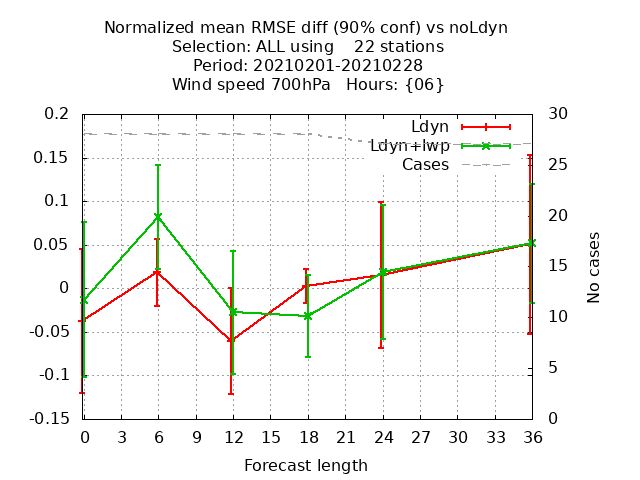 Normalized mean RMSE diff (90% conf) vs noLdyn
Selection: ALL using    22 stations
Period: 20210201-20210228
Wind speed 700hPa   Hours: {06}
0.2
0.15
0.1
0.05
0
-0.05
-0.1
-0.15
30
25
20
15
10
5
0
Ldyn
Ldyn+lwp
Cases
No cases
0 3 6 9 12 15 18 21 24 27 30 33 36
Forecast length